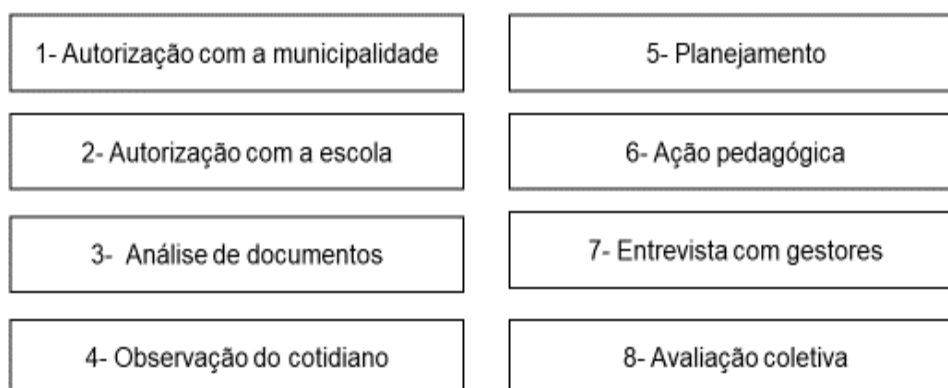 1- Autorização com a municipalidade
2- Autorização com a escola
3- Análise de documentos
4- Observação do cotidiano
5- Planejamento
6- Ação pedagógica
7- Entrevista com gestores
8- Avaliação coletiva